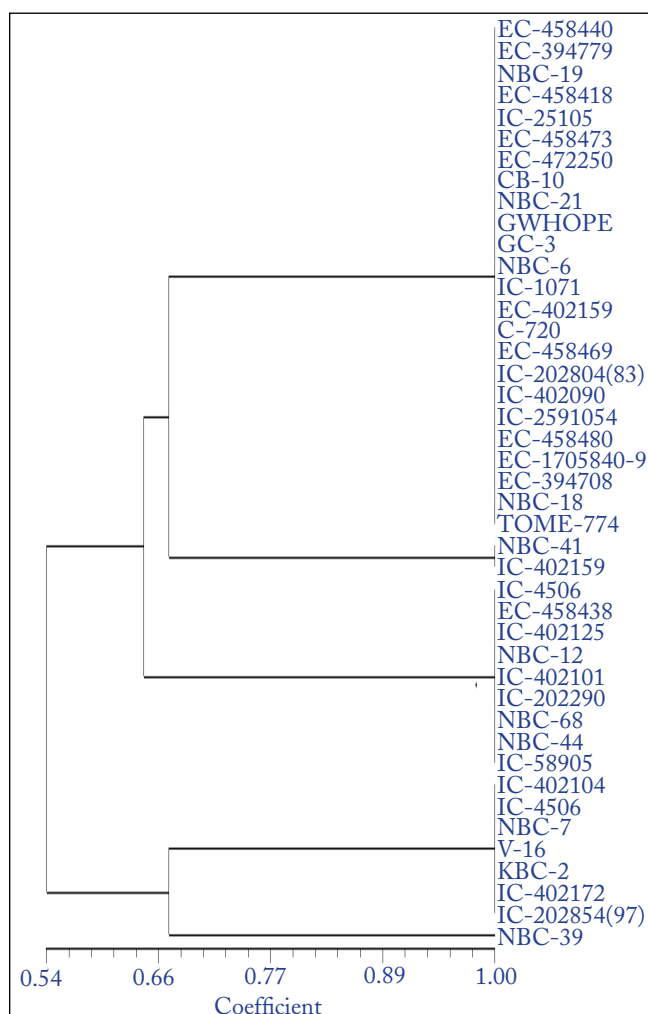 EC-458440
EC-394779
NBC-19
EC-458418
IC-25105
EC-458473
EC-472250
CB-10
NBC-21
GWHOPE
GC-3
NBC-6
IC-1071
EC-402159
C-720
EC-458469
IC-202804(83)
IC-402090
IC-2591054
EC-458480
EC-1705840-9
EC-394708
NBC-18
TOME-774
NBC-41
IC-402159
IC-4506
EC-458438
IC-402125
NBC-12
IC-402101
IC-202290
NBC-68
NBC-44
IC-58905
IC-402104
IC-4506
NBC-7
V-16
KBC-2
IC-402172
IC-202854(97)
NBC-39
0.54 0.66 0.77 0.89 1.00
Coefficient